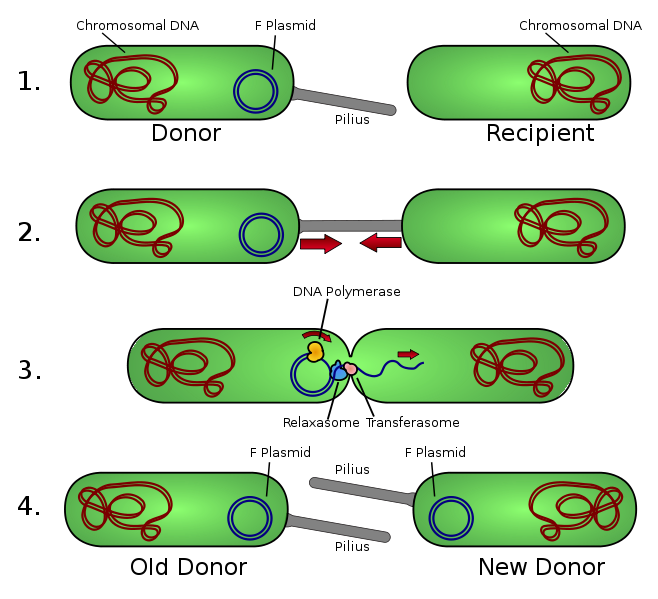 Chromosomal DNA
F Plasmid
Chromosomal DNA
1.
Pilius
Donor
Recipient
2.
DNA Polymerase
3.
Relaxasome
Transferasome
F Plasmid
F Plasmid
Pilius
4.
Pilius
Old Donor
New Donor